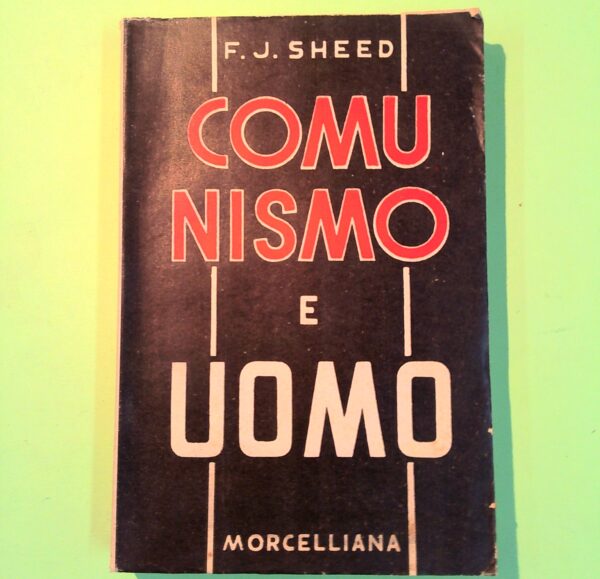 F. J. SHEED
COMU
NISMO
E
UOMO
MORCELLIANA